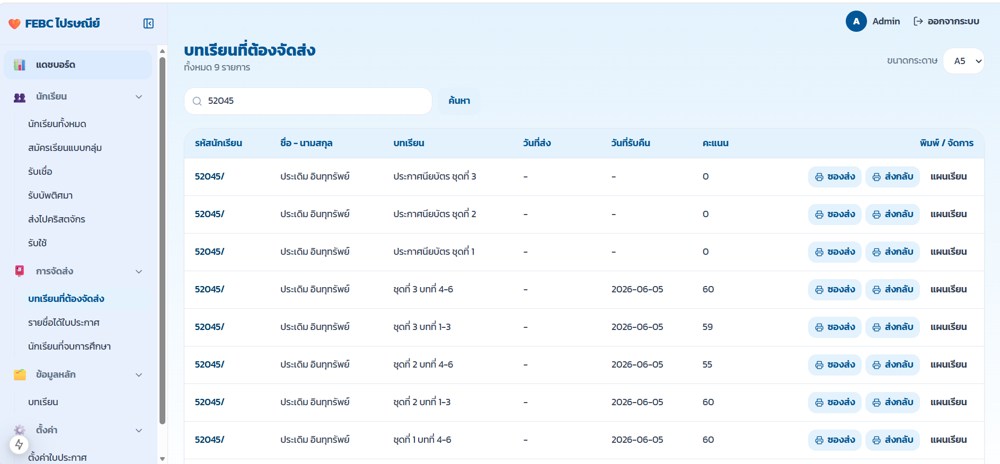 FEBC ไปรษณีย์
A Admin ออกจากระบบ
แดชบอร์ด
นักเรียน
นักเรียนทั้งหมด
สมัครเรียนแบบกลุ่ม
รับเชื่อ
รับบัพติศมา
ส่งไปคริสตจักร
รับใช้
การจัดส่ง
บทเรียนที่ต้องจัดส่ง
รายชื่อได้ใบประกาศ
นักเรียนที่จบการศึกษา
ข้อมูลหลัก
บทเรียน
ตั้งค่า
ตั้งค่าใบประกาศ
บทเรียนที่ต้องจัดส่ง
ทั้งหมด 9 รายการ
ขนาดกระดาษ A5
52045 ค้นหา
รหัสนักเรียน ชื่อ - นามสกุล บทเรียน วันที่ส่ง วันที่รับคืน คะแนน พิมพ์ / จัดการ
52045/ ประเดิม อินทุทรัพย์ ประกาศนียบัตร ชุดที่ 3 - - 0 ซองส่ง ส่งกลับ แผนเรียน
52045/ ประเดิม อินทุทรัพย์ ประกาศนียบัตร ชุดที่ 2 - - 0 ซองส่ง ส่งกลับ แผนเรียน
52045/ ประเดิม อินทุทรัพย์ ประกาศนียบัตร ชุดที่ 1 - - 0 ซองส่ง ส่งกลับ แผนเรียน
52045/ ประเดิม อินทุทรัพย์ ชุดที่ 3 บทที่ 4-6 - 2026-06-05 60 ซองส่ง ส่งกลับ แผนเรียน
52045/ ประเดิม อินทุทรัพย์ ชุดที่ 3 บทที่ 1-3 - 2026-06-05 59 ซองส่ง ส่งกลับ แผนเรียน
52045/ ประเดิม อินทุทรัพย์ ชุดที่ 2 บทที่ 4-6 - 2026-06-05 55 ซองส่ง ส่งกลับ แผนเรียน
52045/ ประเดิม อินทุทรัพย์ ชุดที่ 2 บทที่ 1-3 - 2026-06-05 60 ซองส่ง ส่งกลับ แผนเรียน
52045/ ประเดิม อินทุทรัพย์ ชุดที่ 1 บทที่ 4-6 - 2026-06-05 60 ซองส่ง ส่งกลับ แผนเรียน